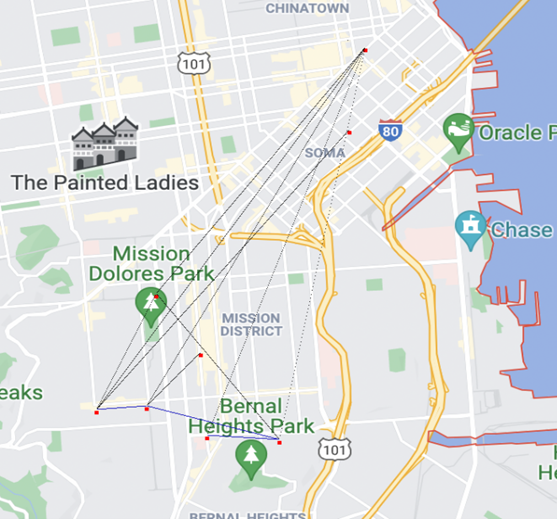 CHINATOWN
101
80
Oracle P
SOMA
The Painted Ladies
Chase
Mission
Dolores Park
MISSION
DISTRICT
eaks
Bernal
Heights Park
101
H
He
BERNAL HEIGHTS